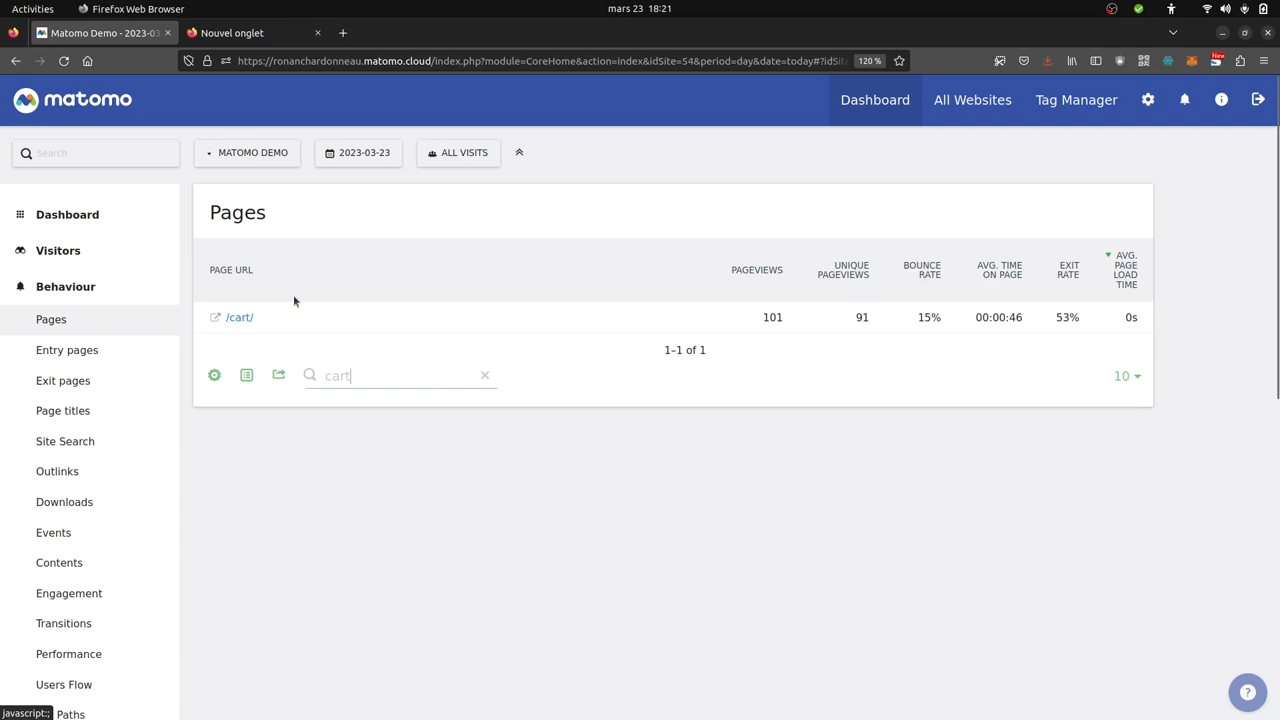 Activities
Firefox Web Browser
mars 23 18:21
Matomo Demo - 2023-03
Nouvel onglet
https://ronanchardonneau.matomo.cloud/index.php?module=CoreHome&action=index&idSite=54&period=day&date=today#?idSit
120 %
New
matomo
Dashboard
All Websites
Tag Manager
Search
MATOMO DEMO
2023-03-23
ALL VISITS
Dashboard
Visitors
Behaviour
Pages
Entry pages
Exit pages
Page titles
Site Search
Outlinks
Downloads
Events
Contents
Engagement
Transitions
Performance
Users Flow
Paths
Pages
PAGE URL
PAGEVIEWS
UNIQUE PAGEVIEWS
BOUNCE RATE
AVG. TIME ON PAGE
EXIT RATE
AVG. PAGE LOAD TIME
/cart/ 101 91 15% 00:00:46 53% 0s
1–1 of 1
cart
10
javascript:;